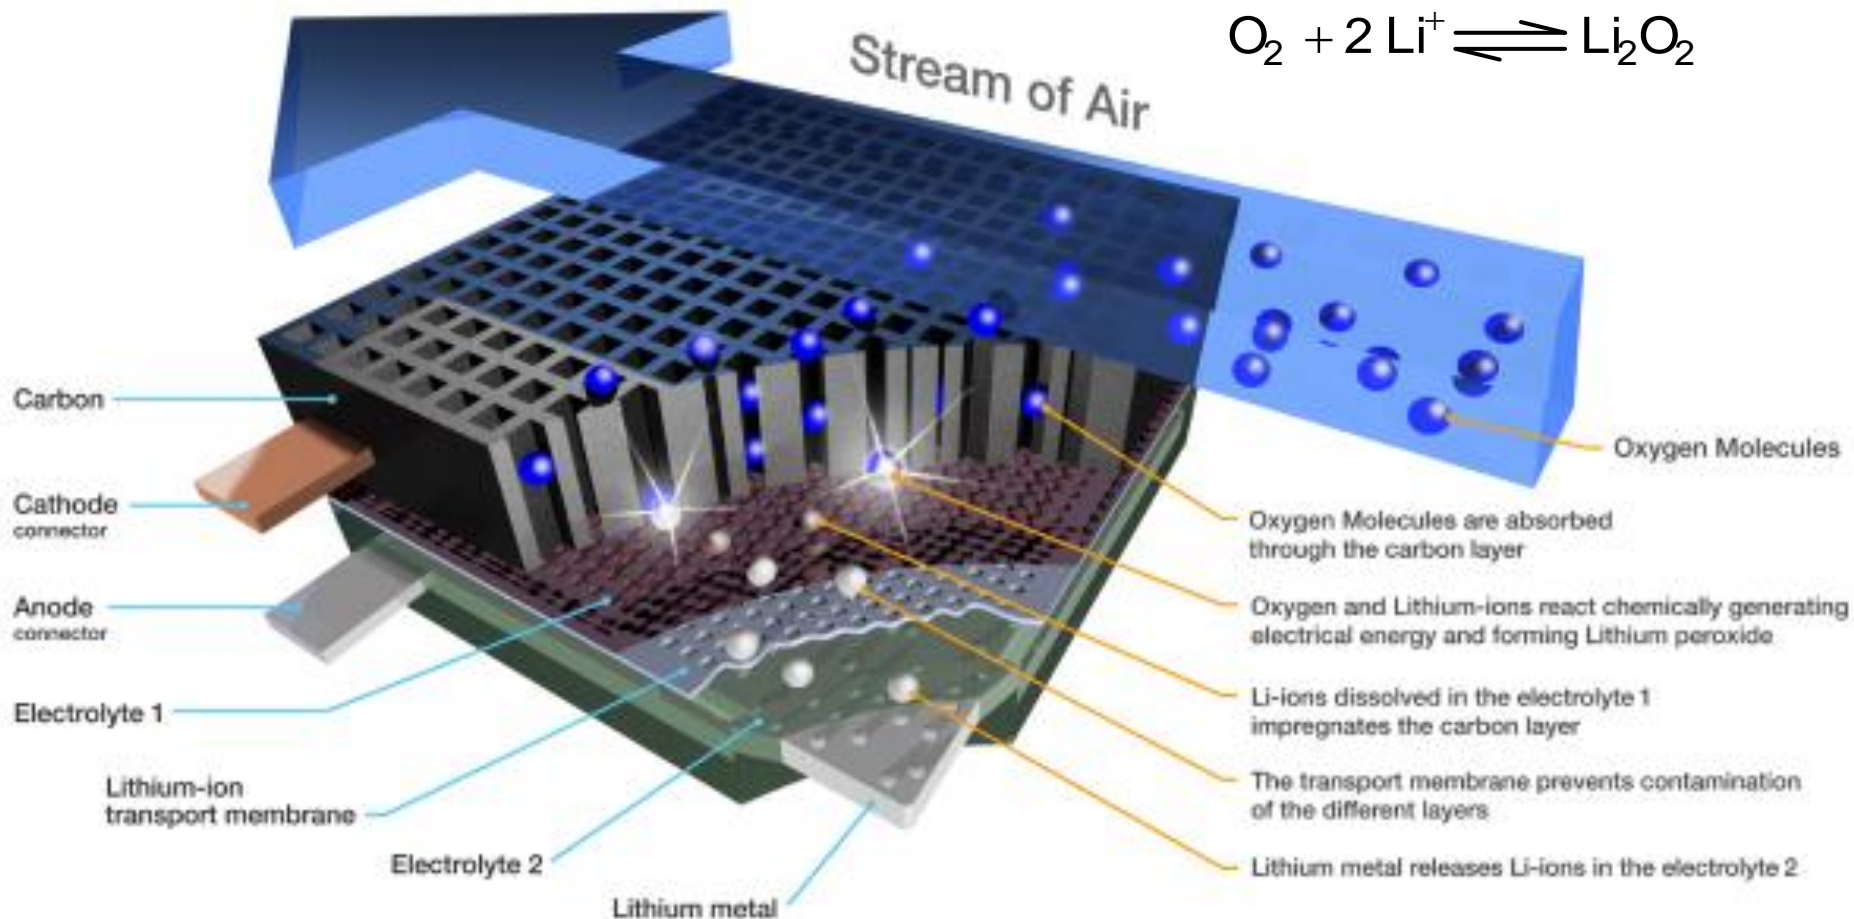 O₂ + 2 Li⁺ ⇌ Li₂O₂
Stream of Air
Carbon
Cathode
connector
Anode
connector
Electrolyte 1
Lithium-ion
transport membrane
Electrolyte 2
Lithium metal
Oxygen Molecules
Oxygen Molecules are absorbed
through the carbon layer
Oxygen and Lithium-ions react chemically generating
electrical energy and forming Lithium peroxide
Li-ions dissolved in the electrolyte 1
impregnates the carbon layer
The transport membrane prevents contamination
of the different layers
Lithium metal releases Li-ions in the electrolyte 2